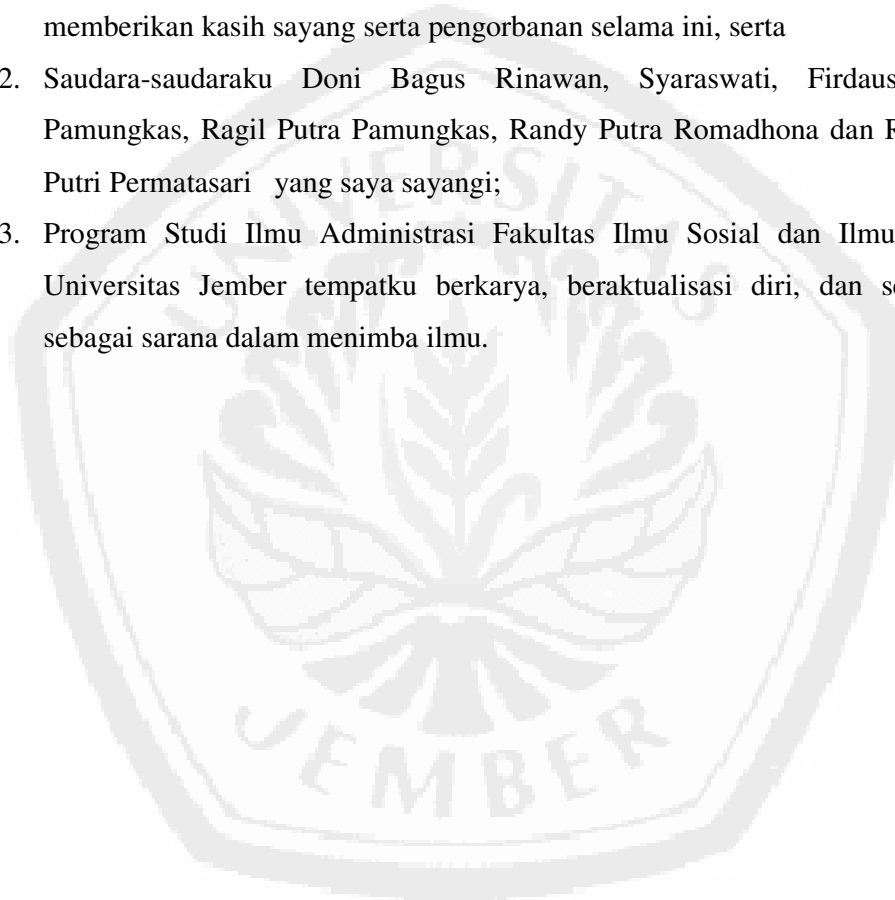 memberikan kasih sayang serta pengorbanan selama ini, serta
2. Saudara-saudaraku Doni Bagus Rinawan, Syaraswati, Firdaus
Pamungkas, Ragil Putra Pamungkas, Randy Putra Romadhona dan
Putri Permatasari yang saya sayangi;
3. Program Studi Ilmu Administrasi Fakultas Ilmu Sosial dan Ilmu
Universitas Jember tempatku berkarya, beraktualisasi diri, dan
sebagai sarana dalam menimba ilmu.
UNIVERSITAS
JEMBER